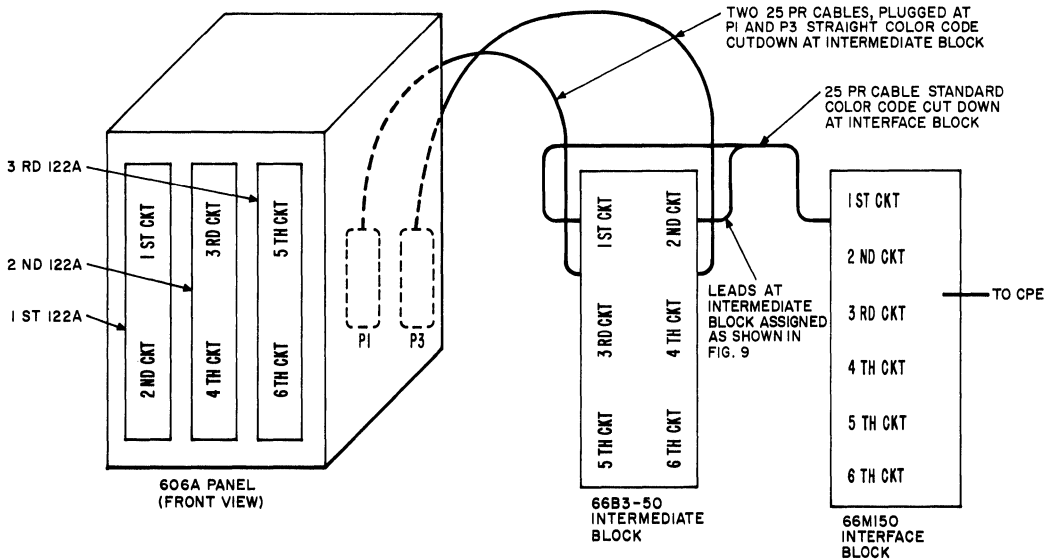 TWO 25 PR CABLES, PLUGGED AT
P1 AND P3 STRAIGHT COLOR CODE
CUTDOWN AT INTERMEDIATE BLOCK
25 PR CABLE STANDARD
COLOR CODE CUT DOWN
AT INTERFACE BLOCK
3 RD 122A
2 ND 122A
1 ST 122A
1 ST CKT
2 ND CKT
3 RD CKT
4 TH CKT
5 TH CKT
6 TH CKT
P1
P3
606A PANEL
(FRONT VIEW)
1 ST CKT
2 ND CKT
3 RD CKT
4 TH CKT
5 TH CKT
6 TH CKT
66B3-50
INTERMEDIATE
BLOCK
LEADS AT
INTERMEDIATE
BLOCK ASSIGNED
AS SHOWN IN
FIG. 9
1 ST CKT
2 ND CKT
3 RD CKT
4 TH CKT
5 TH CKT
6 TH CKT
TO CPE
66M150
INTERFACE
BLOCK